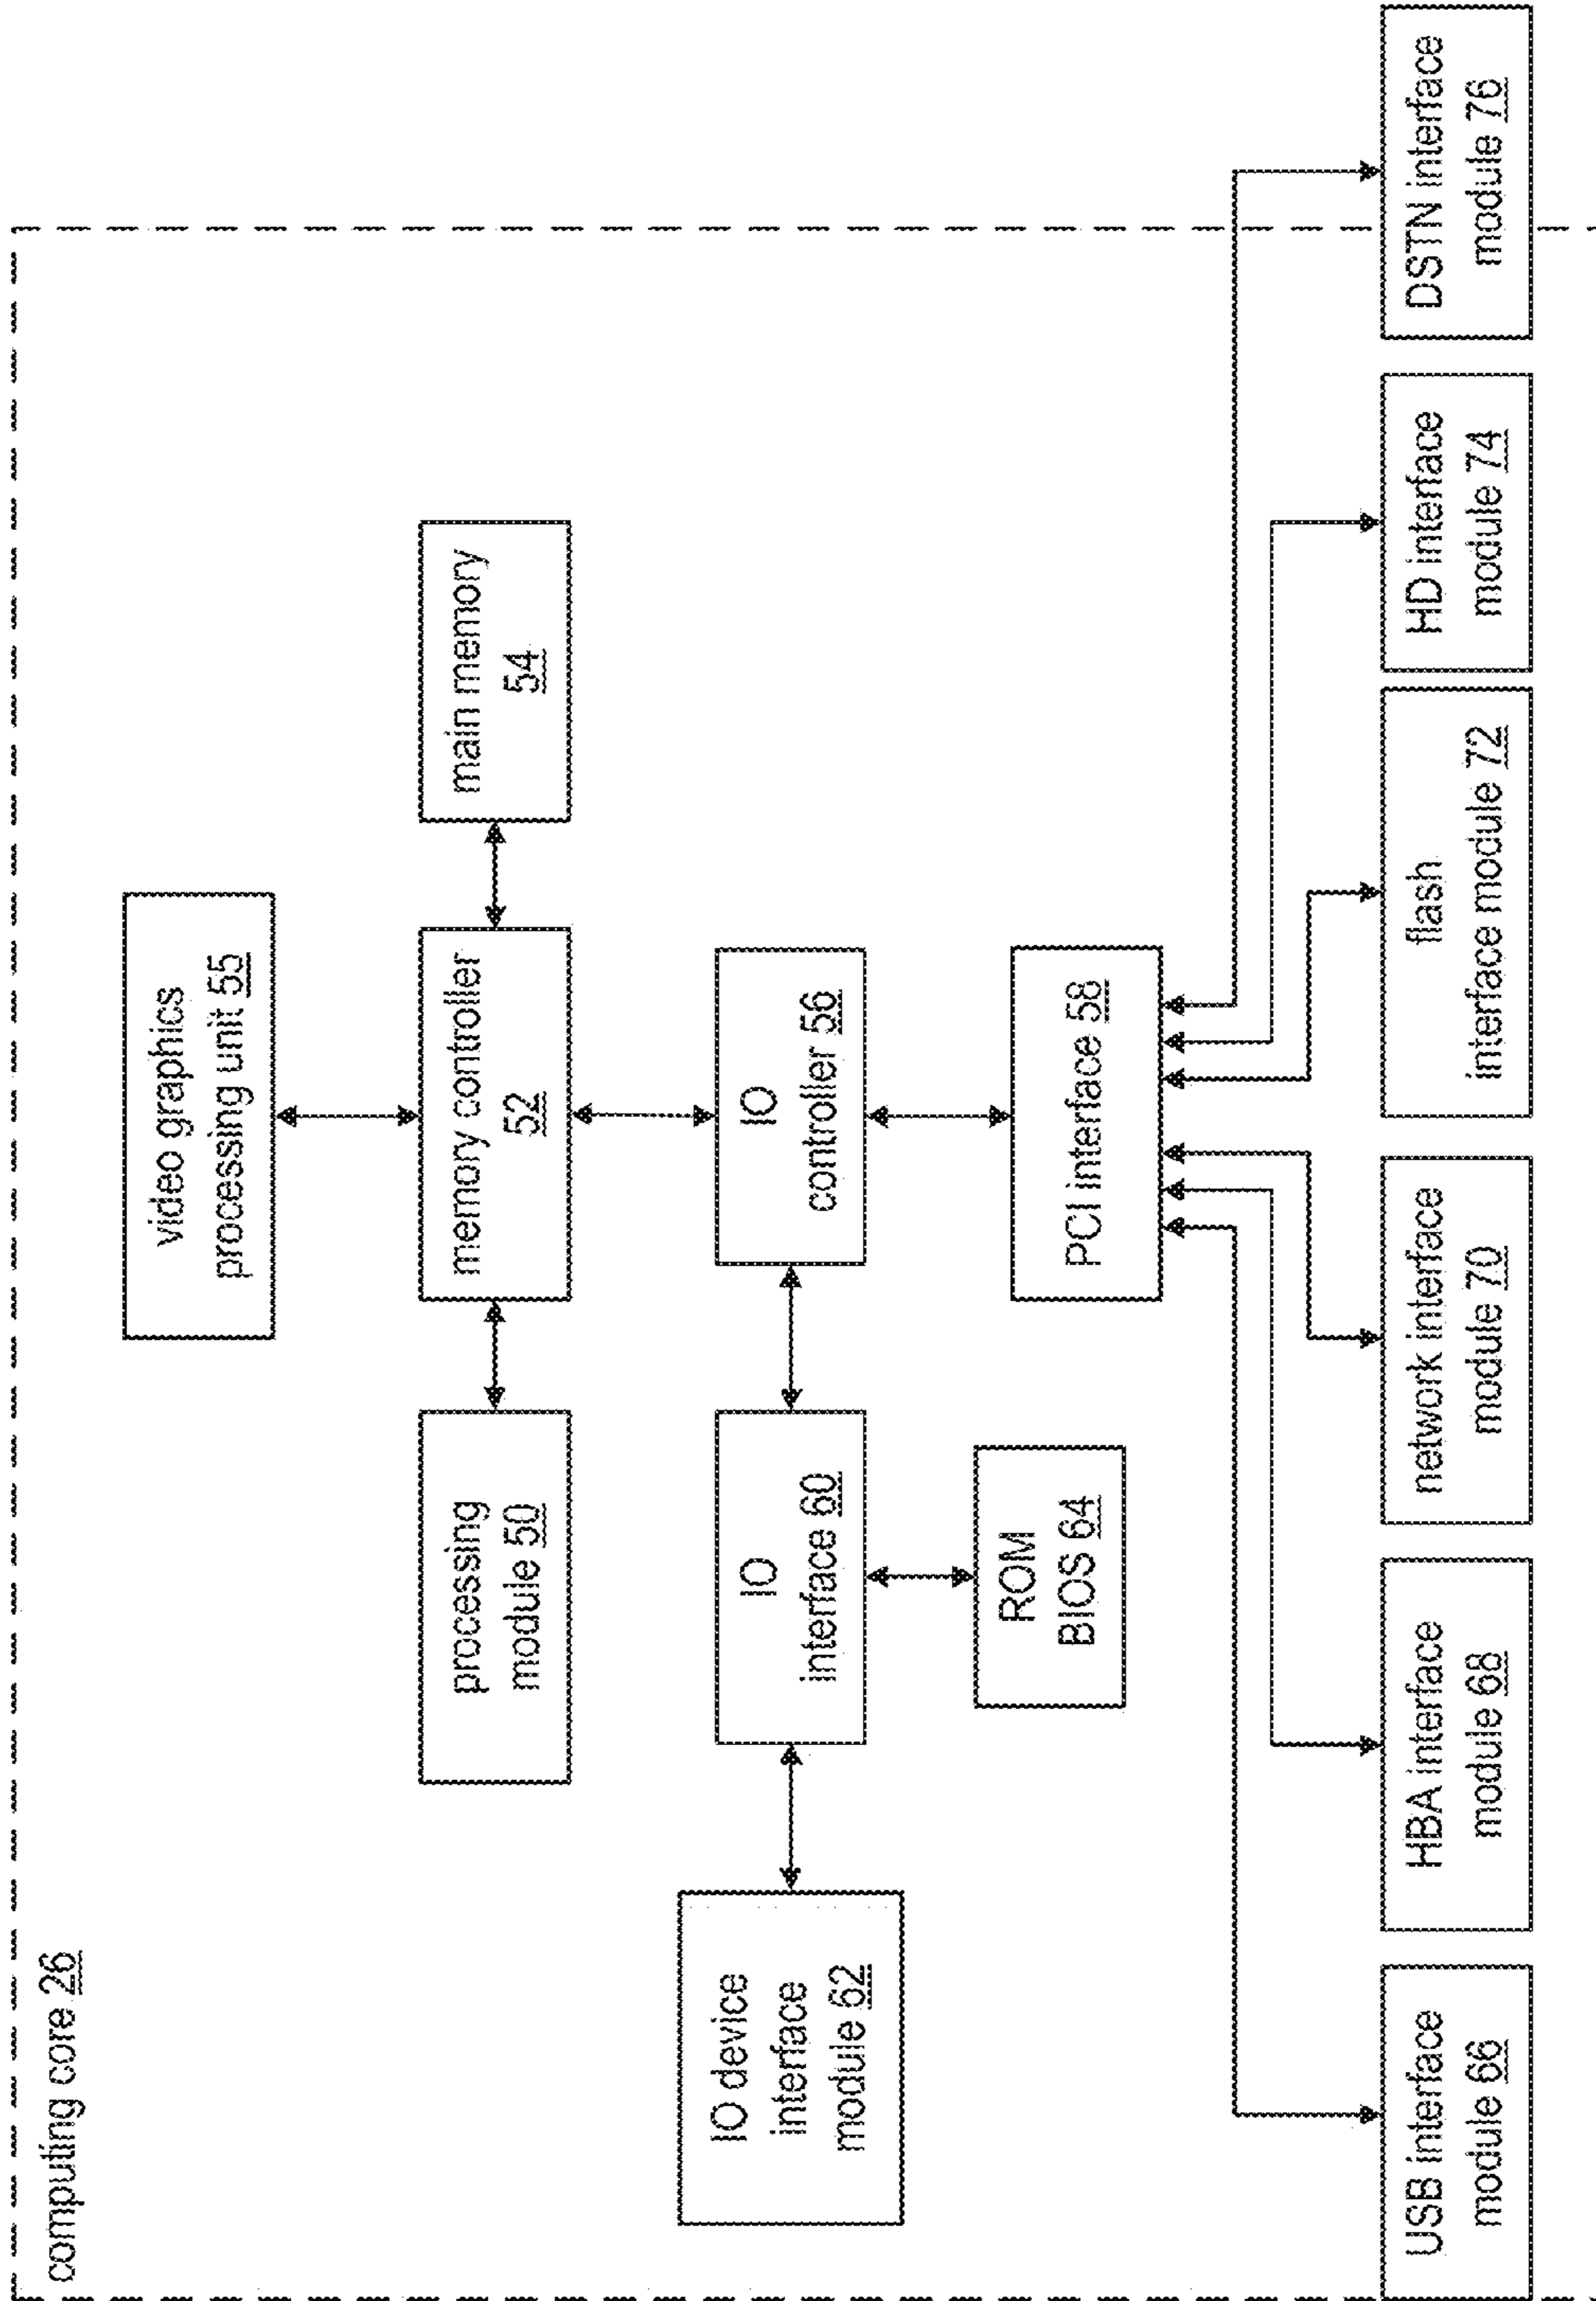 computing core 26
video graphics
processing unit 55
processing
module 50
memory controller
52
main memory
54
IO device
interface
module 62
IO
interface 60
IO
controller 56
ROM
BIOS 64
PCI interface 58
USB interface
module 66
HBA interface
module 68
network interface
module 70
flash
interface module 72
HD interface
module 74
DSTN interface
module 76